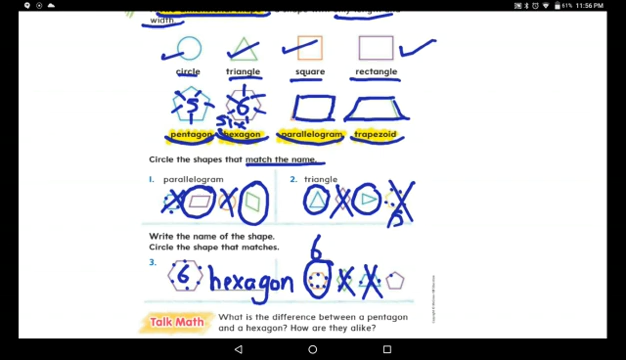 61% 11:56 PM
width.
circle triangle square rectangle
5 6
six
pentagon hexagon parallelogram trapezoid
Circle the shapes that match the name.
1. parallelogram 2. triangle
Write the name of the shape.
Circle the shape that matches.
6
3. 6 hexagon
Talk Math What is the difference between a pentagon
and a hexagon? How are they alike?